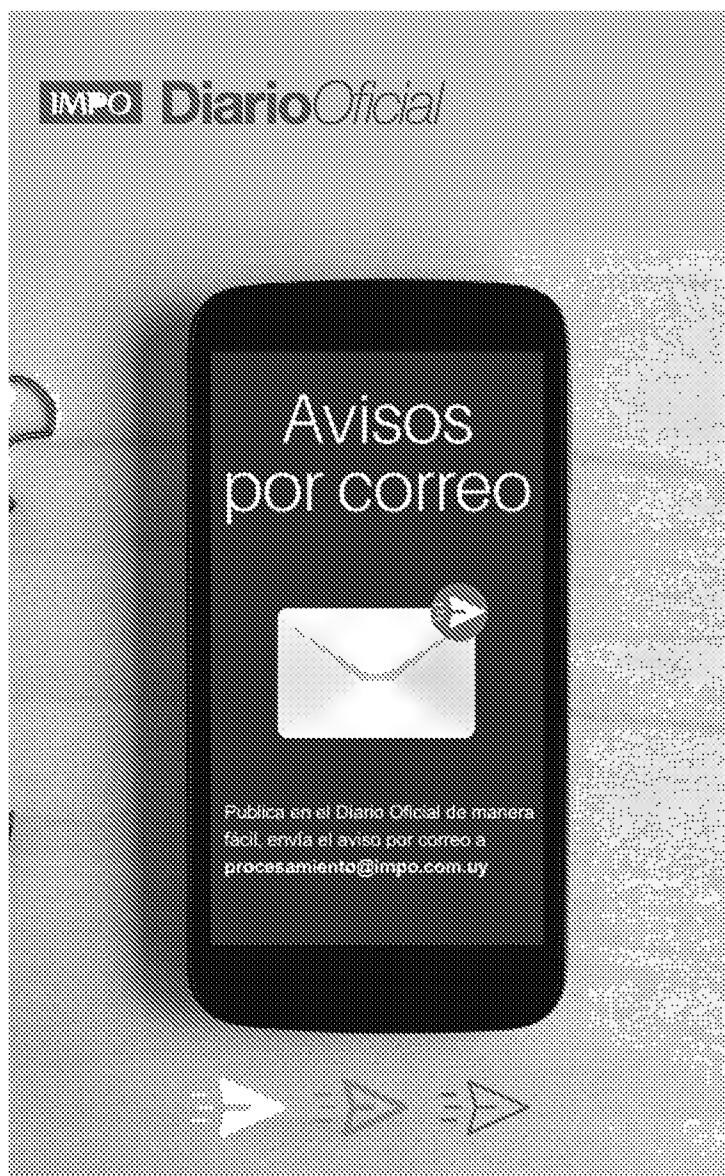 IMPO DiarioOficial
Avisos
por correo
Publica en el Diario Oficial de manera
fácil, envía el aviso por correo a
procesamiento@impo.com.uy